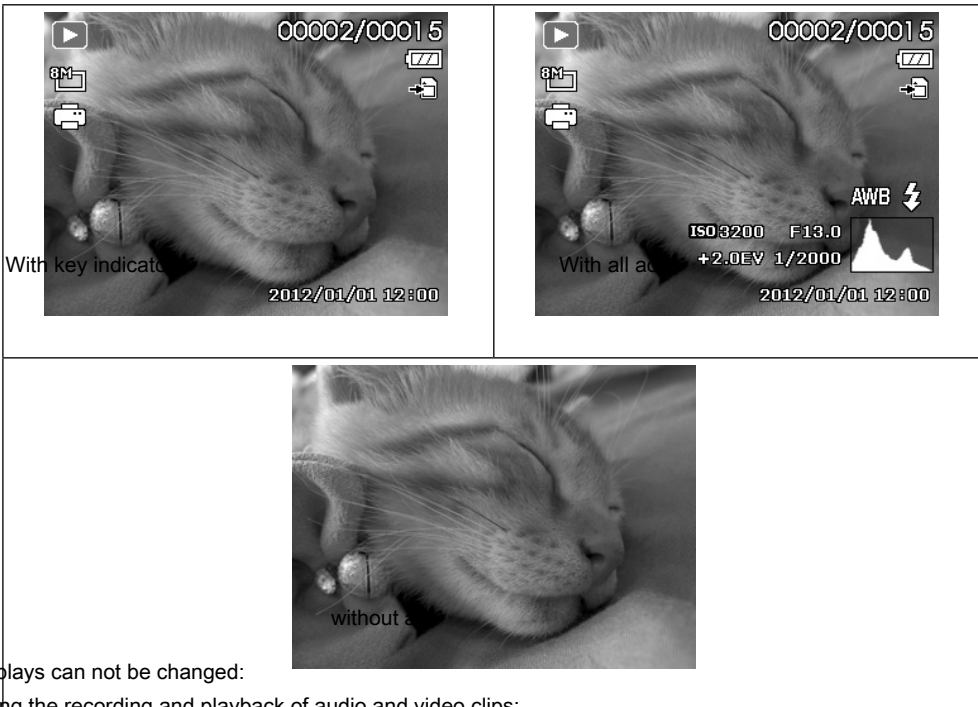 00002/00015
8M
With key indicato
2012/01/01 12:00
00002/00015
8M
AWB
ISO 3200 F13.0
With all
+2.0EV 1/2000
2012/01/01 12:00
without
plays can not be changed:
ng the recording and playback of audio and video clips;